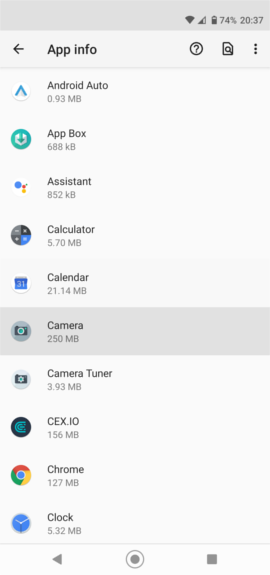 74% 20:37
App info
Android Auto
0.93 MB
App Box
688 kB
Assistant
852 kB
Calculator
5.70 MB
31
Calendar
21.14 MB
Camera
250 MB
Camera Tuner
3.93 MB
CEX.IO
156 MB
Chrome
127 MB
Clock
5.32 MB